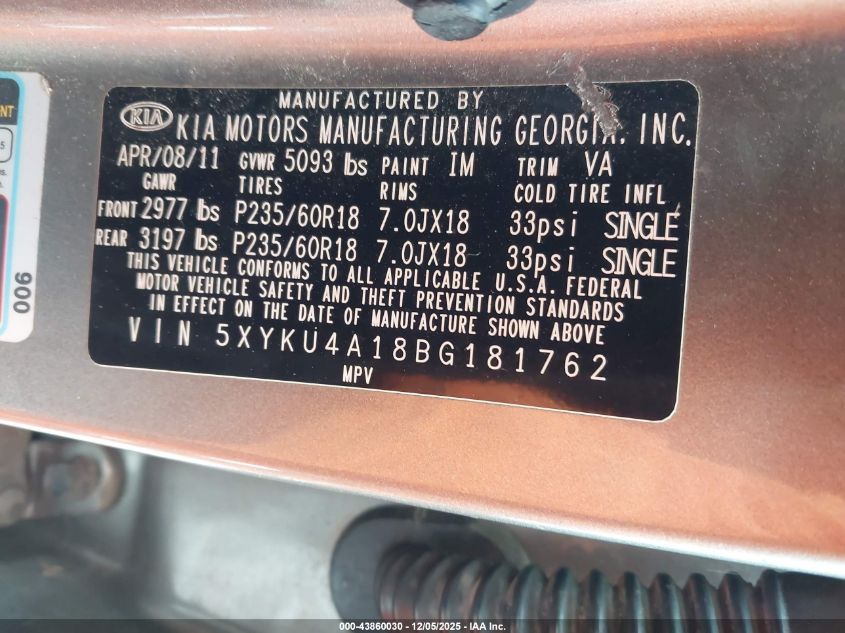 MANUFACTURED BY
KIA KIA MOTORS MANUFACTURING GEORGIA, INC.
APR/08/11 GVWR 5093 lbs PAINT IM TRIM VA
GAWR TIRES RIMS COLD TIRE INFL
FRONT 2977 lbs P235/60R18 7.0JX18 33psi SINGLE
REAR 3197 lbs P235/60R18 7.0JX18 33psi SINGLE
THIS VEHICLE CONFORMS TO ALL APPLICABLE U.S.A. FEDERAL
MOTOR VEHICLE SAFETY AND THEFT PREVENTION STANDARDS
IN EFFECT ON THE DATE OF MANUFACTURE SHOWN ABOVE
VIN 5XYKU4A18BG181762
MPV
006
000-43860030 - 12/05/2025 - IAA Inc.